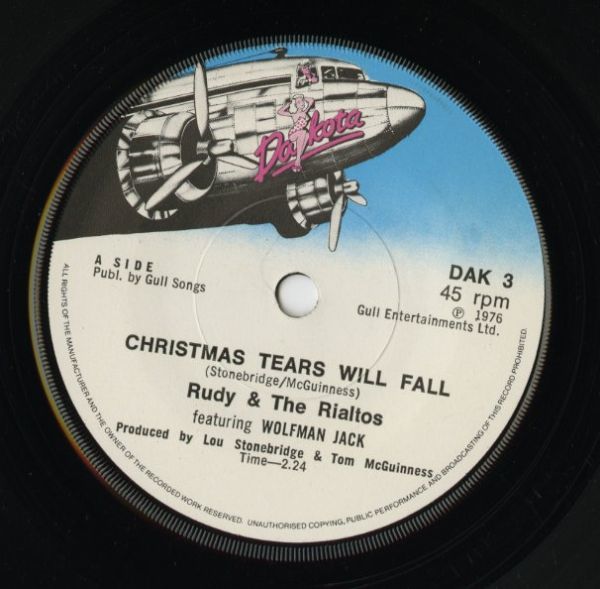 Dakota
A SIDE
Publ. by Gull Songs
DAK 3
45 rpm
Ⓟ 1976
Gull Entertainments Ltd.
CHRISTMAS TEARS WILL FALL
(Stonebridge/McGuinness)
Rudy & The Rialtos
featuring WOLFMAN JACK
Produced by Lou Stonebridge & Tom McGuinness
Time—2.24
ALL RIGHTS OF THE MANUFACTURER AND THE OWNER OF THE RECORDED WORK RESERVED. UNAUTHORISED COPYING, PUBLIC PERFORMANCE AND BROADCASTING OF THIS RECORD PROHIBITED.